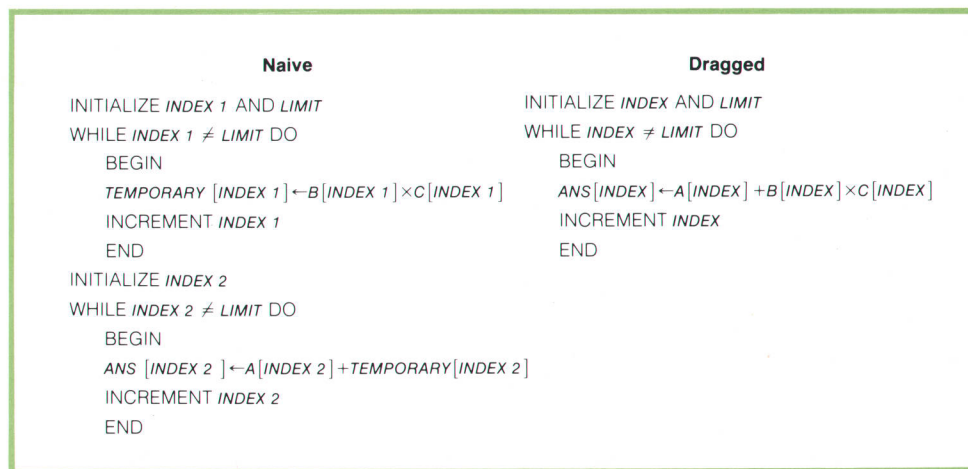 Naive
INITIALIZE INDEX 1 AND LIMIT
WHILE INDEX 1 ≠ LIMIT DO
BEGIN
TEMPORARY [INDEX 1]←B[INDEX 1]×C[INDEX 1]
INCREMENT INDEX 1
END
INITIALIZE INDEX 2
WHILE INDEX 2 ≠ LIMIT DO
BEGIN
ANS [INDEX 2 ]←A[INDEX 2]+TEMPORARY[INDEX 2]
INCREMENT INDEX 2
END
Dragged
INITIALIZE INDEX AND LIMIT
WHILE INDEX ≠ LIMIT DO
BEGIN
ANS[INDEX]←A[INDEX] +B[INDEX]×C[INDEX]
INCREMENT INDEX
END